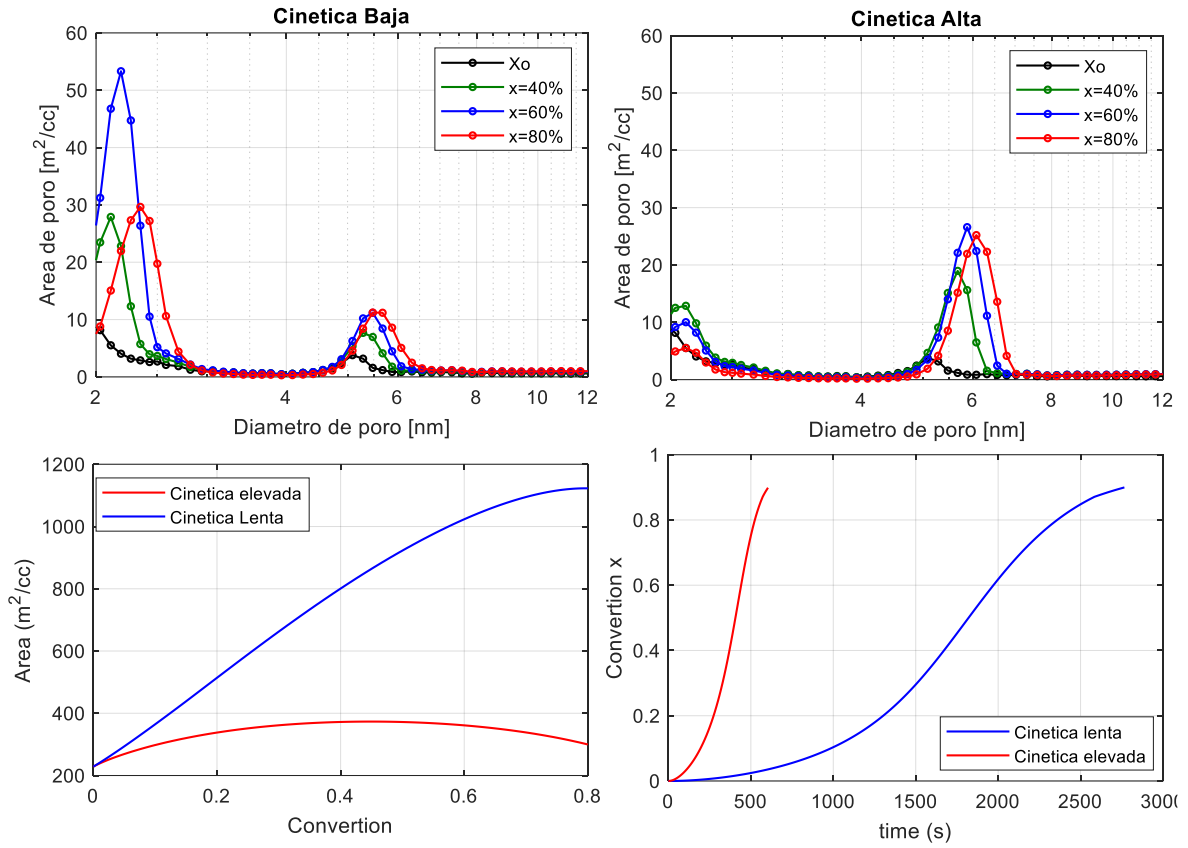 Cinetica Baja
60
50
40
30
20
10
0
Area de poro [m²/cc]
Xo
x=40%
x=60%
x=80%
2
4
6
8
10
12
Diametro de poro [nm]
Cinetica Alta
60
50
40
30
20
10
0
Area de poro [m²/cc]
Xo
x=40%
x=60%
x=80%
2
4
6
8
10
12
Diametro de poro [nm]
1200
1000
800
600
400
200
Area (m²/cc)
Cinetica elevada
Cinetica Lenta
0
0.2
0.4
0.6
0.8
Convertion
1
0.8
0.6
0.4
0.2
0
Convertion x
Cinetica lenta
Cinetica elevada
0
500
1000
1500
2000
2500
3000
time (s)